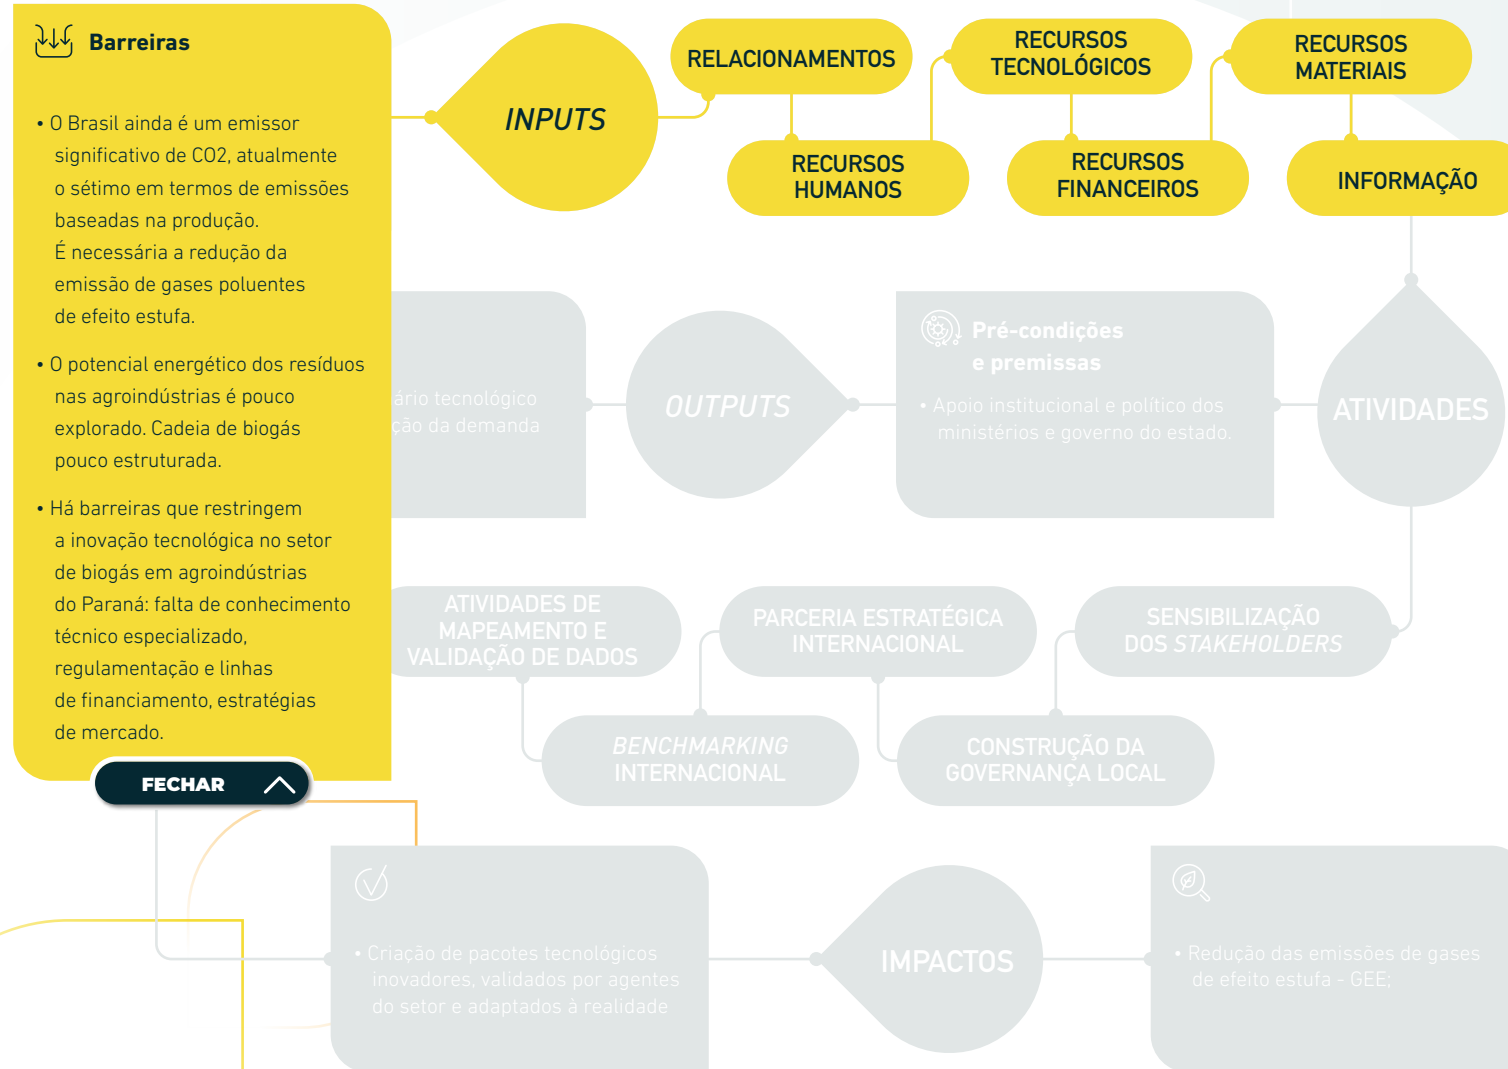 Barreiras
• O Brasil ainda é um emissor
significativo de CO2, atualmente
o sétimo em termos de emissões
baseadas na produção.
É necessária a redução da
emissão de gases poluentes
de efeito estufa.
• O potencial energético dos resíduos
nas agroindústrias é pouco
explorado. Cadeia de biogás
pouco estruturada.
• Há barreiras que restringem
a inovação tecnológica no setor
de biogás em agroindústrias
do Paraná: falta de conhecimento
técnico especializado,
regulamentação e linhas
de financiamento, estratégias
de mercado.
FECHAR
INPUTS
RELACIONAMENTOS
RECURSOS
HUMANOS
RECURSOS
TECNOLÓGICOS
RECURSOS
FINANCEIROS
RECURSOS
MATERIAIS
INFORMAÇÃO
ATIVIDADES
Pré-condições
e premissas
• Apoio institucional e político dos
ministérios e governo do estado.
OUTPUTS
ário tecnológico
ção da demanda
SENSIBILIZAÇÃO
DOS STAKEHOLDERS
CONSTRUÇÃO DA
GOVERNANÇA LOCAL
PARCERIA ESTRATÉGICA
INTERNACIONAL
BENCHMARKING
INTERNACIONAL
ATIVIDADES DE
MAPEAMENTO E
VALIDAÇÃO DE DADOS
• Criação de pacotes tecnológicos
inovadores, validados por agentes
do setor e adaptados à realidade
IMPACTOS
• Redução das emissões de gases
de efeito estufa - GEE;